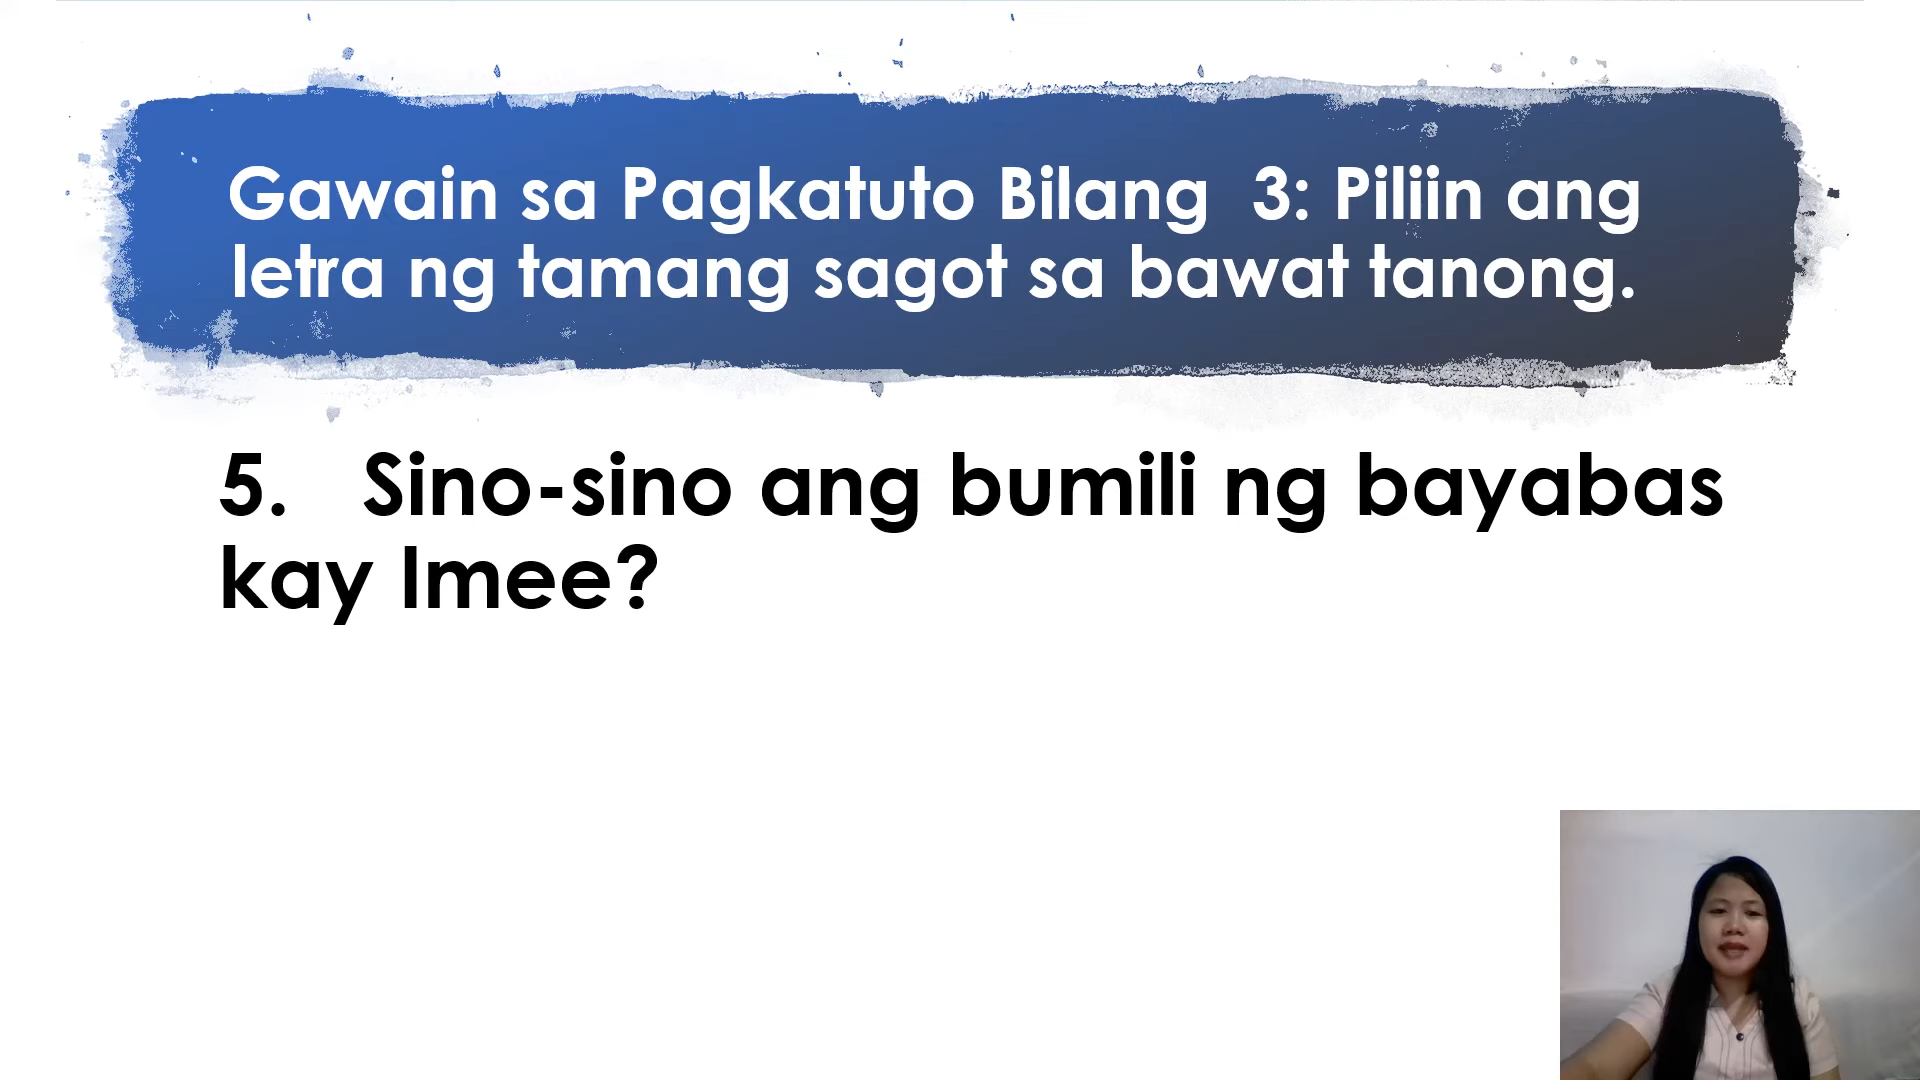 Gawain sa Pagkatuto Bilang 3: Piliin ang
letra ng tamang sagot sa bawat tanong.
5. Sino-sino ang bumili ng bayabas
kay Imee?